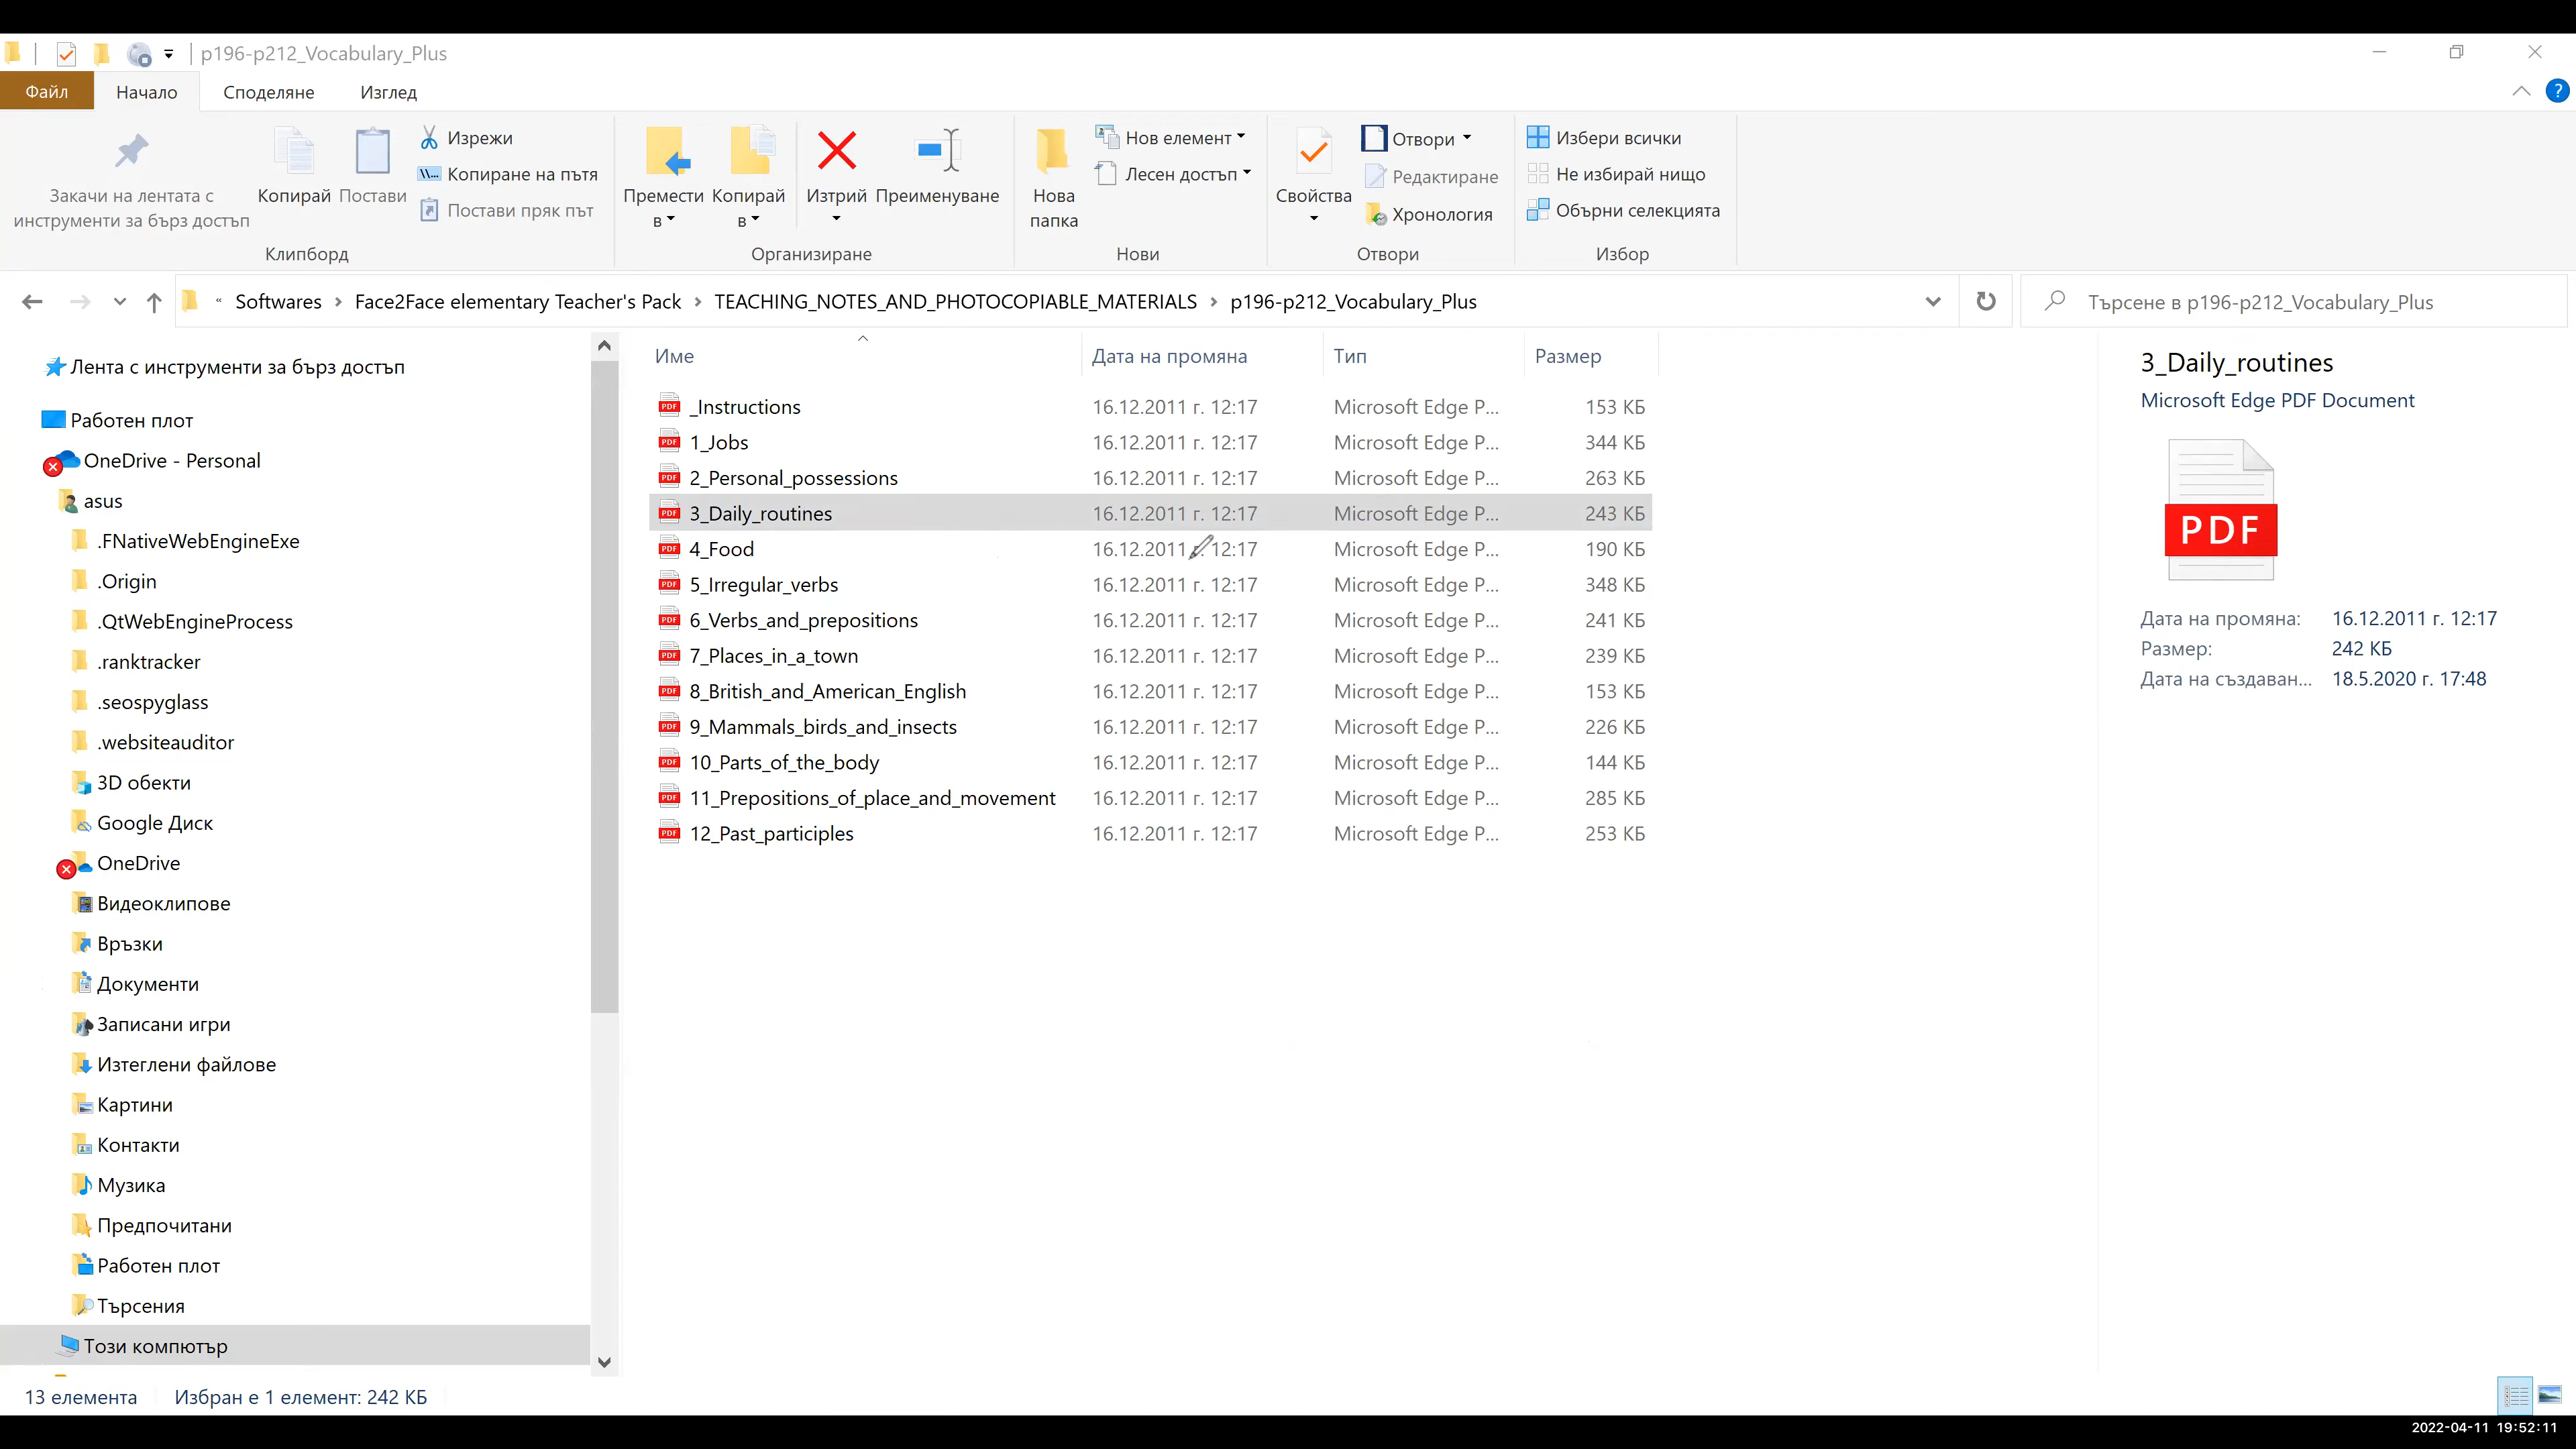 p196-p212_Vocabulary_Plus
Файл Начало Споделяне Изглед
Закачи на лентата с инструменти за бърз достъп
Копирай
Постави
Изрежи
Копиране на пътя
Постави пряк път
Клипборд
Премести в
Копирай в
Изтрий
Преименуване
Организиране
Нова папка
Нов елемент
Лесен достъп
Нови
Свойства
Отвори
Редактиране
Хронология
Отвори
Избери всички
Не избирай нищо
Обърни селекцията
Избор
« Softwares › Face2Face elementary Teacher's Pack › TEACHING_NOTES_AND_PHOTOCOPIABLE_MATERIALS › p196-p212_Vocabulary_Plus
Търсене в p196-p212_Vocabulary_Plus
Лента с инструменти за бърз достъп
Работен плот
OneDrive - Personal
asus
.FNativeWebEngineExe
.Origin
.QtWebEngineProcess
.ranktracker
.seospyglass
.websiteauditor
3D обекти
Google Диск
OneDrive
Видеоклипове
Връзки
Документи
Записани игри
Изтеглени файлове
Картини
Контакти
Музика
Предпочитани
Работен плот
Търсения
Този компютър
Име Дата на промяна Тип Размер
_Instructions 16.12.2011 г. 12:17 Microsoft Edge P... 153 КБ
1_Jobs 16.12.2011 г. 12:17 Microsoft Edge P... 344 КБ
2_Personal_possessions 16.12.2011 г. 12:17 Microsoft Edge P... 263 КБ
3_Daily_routines 16.12.2011 г. 12:17 Microsoft Edge P... 243 КБ
4_Food 16.12.2011 12:17 Microsoft Edge P... 190 КБ
5_Irregular_verbs 16.12.2011 г. 12:17 Microsoft Edge P... 348 КБ
6_Verbs_and_prepositions 16.12.2011 г. 12:17 Microsoft Edge P... 241 КБ
7_Places_in_a_town 16.12.2011 г. 12:17 Microsoft Edge P... 239 КБ
8_British_and_American_English 16.12.2011 г. 12:17 Microsoft Edge P... 153 КБ
9_Mammals_birds_and_insects 16.12.2011 г. 12:17 Microsoft Edge P... 226 КБ
10_Parts_of_the_body 16.12.2011 г. 12:17 Microsoft Edge P... 144 КБ
11_Prepositions_of_place_and_movement 16.12.2011 г. 12:17 Microsoft Edge P... 285 КБ
12_Past_participles 16.12.2011 г. 12:17 Microsoft Edge P... 253 КБ
3_Daily_routines
Microsoft Edge PDF Document
PDF
Дата на промяна: 16.12.2011 г. 12:17
Размер: 242 КБ
Дата на създаван... 18.5.2020 г. 17:48
13 елемента Избран е 1 елемент: 242 КБ
2022-04-11 19:52:11